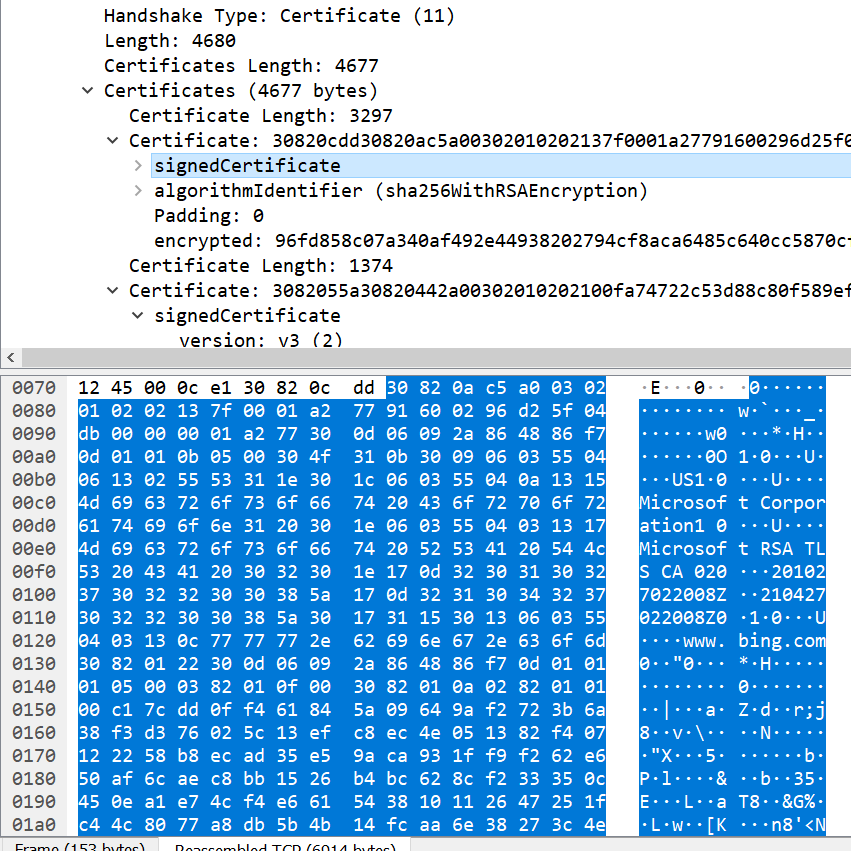 Handshake Type: Certificate (11)
Length: 4680
Certificates Length: 4677
Certificates (4677 bytes)
Certificate Length: 3297
Certificate: 30820cdd30820ac5a00302010202137f0001a27791600296d25f0
signedCertificate
algorithmIdentifier (sha256WithRSAEncryption)
Padding: 0
encrypted: 96fd858c07a340af492e44938202794cf8aca6485c640cc5870cf
Certificate Length: 1374
Certificate: 3082055a30820442a00302010202100fa74722c53d88c80f589ef
signedCertificate
version: v3 (2)
0070 12 45 00 0c e1 30 82 0c dd 30 82 0a c5 a0 03 02 ·E···0·· ·0······
0080 01 02 02 13 7f 00 01 a2 77 91 60 02 96 d2 5f 04 ········ w·`···_·
0090 db 00 00 00 01 a2 77 30 0d 06 09 2a 86 48 86 f7 ······w0 ···*·H··
00a0 0d 01 01 0b 05 00 30 4f 31 0b 30 09 06 03 55 04 ······0O 1·0···U·
00b0 06 13 02 55 53 31 1e 30 1c 06 03 55 04 0a 13 15 ···US1·0 ···U····
00c0 4d 69 63 72 6f 73 6f 66 74 20 43 6f 72 70 6f 72 Microsof t Corpor
00d0 61 74 69 6f 6e 31 20 30 1e 06 03 55 04 03 13 17 ation1 0 ···U····
00e0 4d 69 63 72 6f 73 6f 66 74 20 52 53 41 20 54 4c Microsof t RSA TL
00f0 53 20 43 41 20 30 32 30 1e 17 0d 32 30 31 30 32 S CA 020 ···20102
0100 37 30 32 32 30 30 38 5a 17 0d 32 31 30 34 32 37 7022008Z ··210427
0110 30 32 32 30 30 38 5a 30 17 31 15 30 13 06 03 55 022008Z0 ·1·0···U
0120 04 03 13 0c 77 77 77 2e 62 69 6e 67 2e 63 6f 6d ····www. bing.com
0130 30 82 01 22 30 0d 06 09 2a 86 48 86 f7 0d 01 01 0··"0··· *·H·····
0140 01 05 00 03 82 01 0f 00 30 82 01 0a 02 82 01 01 ········ 0·······
0150 00 c1 7c dd 0f f4 61 84 5a 09 64 9a f2 72 3b 6a ··|···a· Z·d··r;j
0160 38 f3 d3 76 02 5c 13 ef c8 ec 4e 05 13 82 f4 07 8··v·\·· ··N·····
0170 12 22 58 b8 ec ad 35 e5 9a ca 93 1f f9 f2 62 e6 ·"X···5· ······b·
0180 50 af 6c ae c8 bb 15 26 b4 bc 62 8c f2 33 35 0c P·l····& ··b··35·
0190 45 0e a1 e7 4c f4 e6 61 54 38 10 11 26 47 25 1f E···L··a T8··&G%·
01a0 c4 4c 80 77 a8 db 5b 4b 14 fc aa 6e 38 27 3c 4e ·L·w··[K ···n8'<N
Frame (153 bytes) Reassembled TCP (6014 bytes)